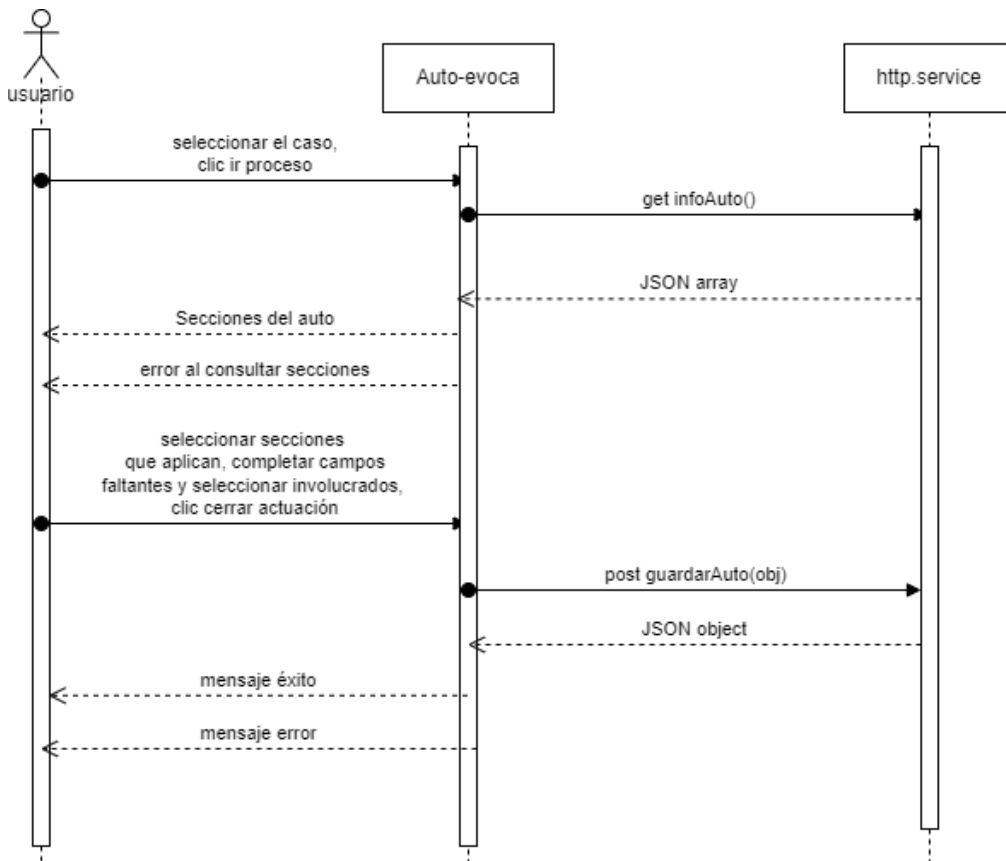 usuario
Auto-evoca
http.service
seleccionar el caso,
clic ir proceso
get infoAuto()
JSON array
Secciones del auto
error al consultar secciones
seleccionar secciones
que aplican, completar campos
faltantes y seleccionar involucrados,
clic cerrar actuación
post guardarAuto(obj)
JSON object
mensaje éxito
mensaje error